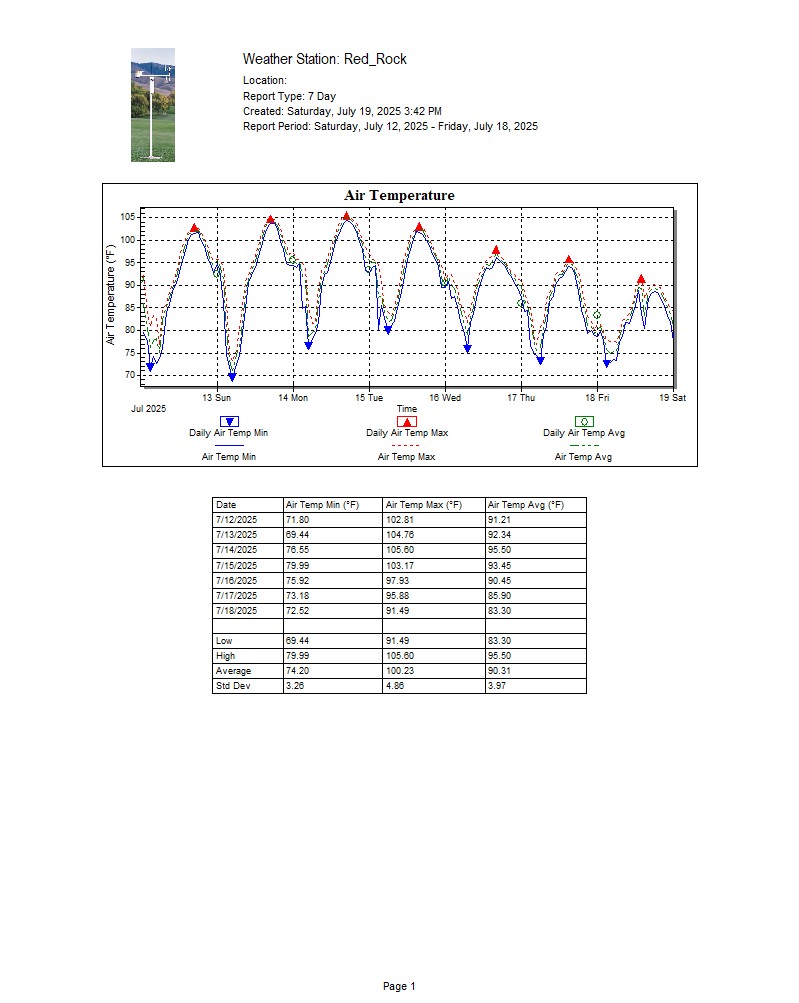 Weather Station: Red_Rock
Location:
Report Type: 7 Day
Created: Saturday, July 19, 2025 3:42 PM
Report Period: Saturday, July 12, 2025 - Friday, July 18, 2025
Air Temperature
Air Temperature (°F)
105
100
95
90
85
80
75
70
13 Sun 14 Mon 15 Tue 16 Wed 17 Thu 18 Fri 19 Sat
Jul 2025 Time
Daily Air Temp Min Daily Air Temp Max Daily Air Temp Avg
Air Temp Min Air Temp Max Air Temp Avg
Date Air Temp Min (°F) Air Temp Max (°F) Air Temp Avg (°F)
7/12/2025 71.80 102.81 91.21
7/13/2025 69.44 104.76 92.34
7/14/2025 76.55 105.60 95.50
7/15/2025 79.99 103.17 93.45
7/16/2025 75.92 97.93 90.45
7/17/2025 73.18 95.88 85.90
7/18/2025 72.52 91.49 83.30
Low 69.44 91.49 83.30
High 79.99 105.60 95.50
Average 74.20 100.23 90.31
Std Dev 3.26 4.86 3.97
Page 1